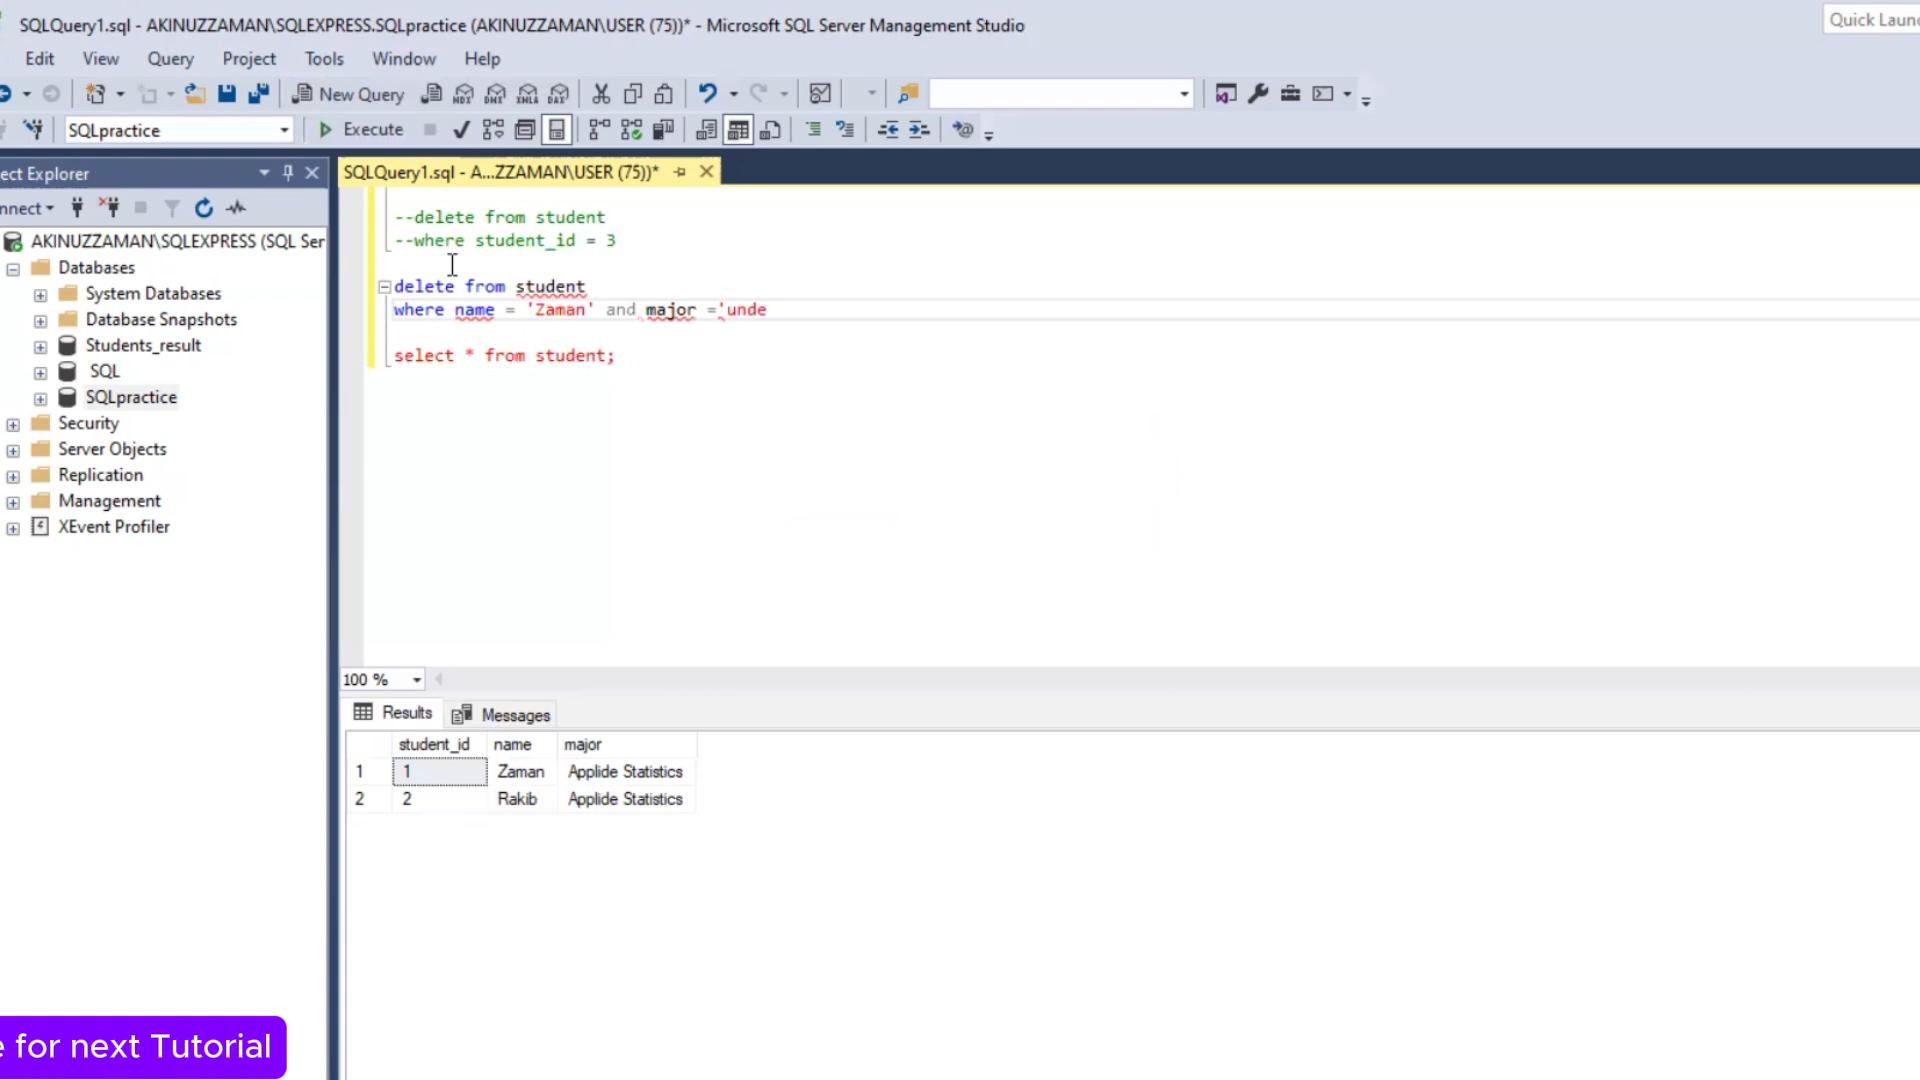 SQLQuery1.sql - AKINUZZAMAN\SQLEXPRESS.SQLpractice (AKINUZZAMAN\USER (75))* - Microsoft SQL Server Management Studio
Quick Laun
Edit View Query Project Tools Window Help
New Query MDX DMX XMLA DAX
SQLpractice Execute
ect Explorer
nnect
AKINUZZAMAN\SQLEXPRESS (SQL Ser
Databases
System Databases
Database Snapshots
Students_result
SQL
SQLpractice
Security
Server Objects
Replication
Management
XEvent Profiler
SQLQuery1.sql - A...ZZAMAN\USER (75))*
--delete from student
--where student_id = 3
delete from student
where name = 'Zaman' and major ='unde
select * from student;
100 %
Results Messages
student_id name major
1 1 Zaman Applide Statistics
2 2 Rakib Applide Statistics
e for next Tutorial